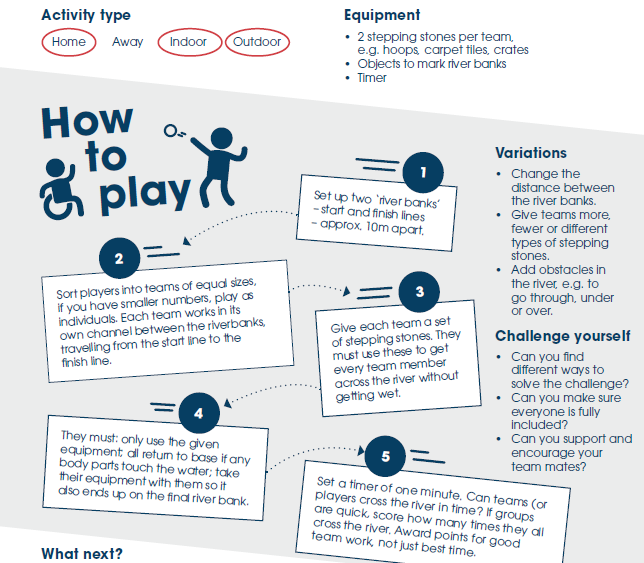 Activity type
Home Away Indoor Outdoor
Equipment
• 2 stepping stones per team,
e.g. hoops, carpet tiles, crates
• Objects to mark river banks
• Timer
How
to
play
1
Set up two ‘river banks’
– start and finish lines
– approx. 10m apart.
2
Sort players into teams of equal sizes,
if you have smaller numbers, play as
individuals. Each team works in its
own channel between the riverbanks,
travelling from the start line to the
finish line.
3
Give each team a set
of stepping stones. They
must use these to get
every team member
across the river without
getting wet.
4
They must: only use the given
equipment; all return to base if any
body parts touch the water; take
their equipment with them so it
also ends up on the final river bank.
5
Set a timer of one minute. Can teams (or
players cross the river in time? If groups
are quick, score how many times they all
cross the river. Award points for good
team work, not just best time.
Variations
• Change the
distance between
the river banks.
• Give teams more,
fewer or different
types of stepping
stones.
• Add obstacles in
the river, e.g. to
go through, under
or over.
Challenge yourself
• Can you find
different ways to
solve the challenge?
• Can you make sure
everyone is fully
included?
• Can you support and
encourage your
team mates?
What next?